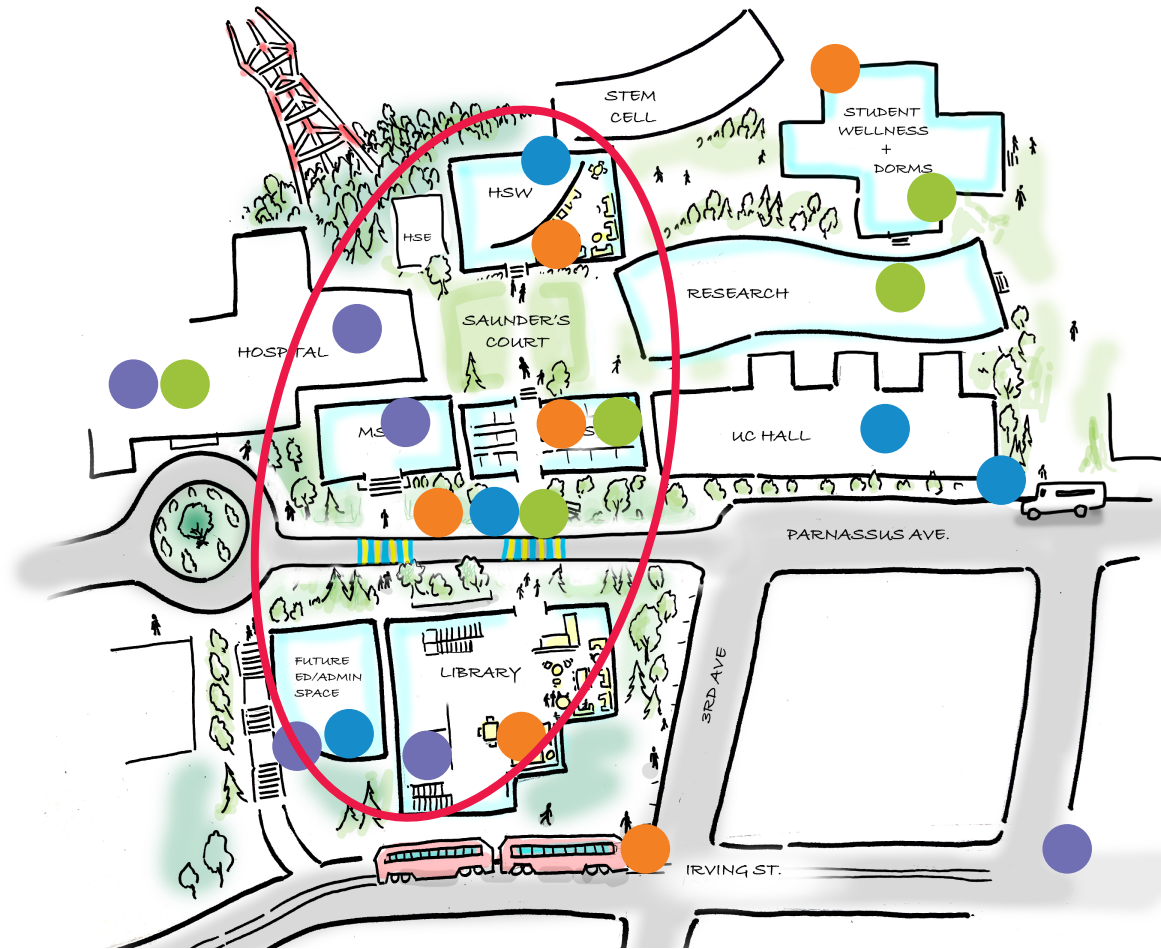 STEM
CELL
STUDENT
WELLNESS
+
DORMS
HSW
HSE
RESEARCH
SAUNDER'S
COURT
HOSPITAL
UC HALL
PARNASSUS AVE.
LIBRARY
FUTURE
ED/ADMIN
SPACE
3RD AVE
IRVING ST.